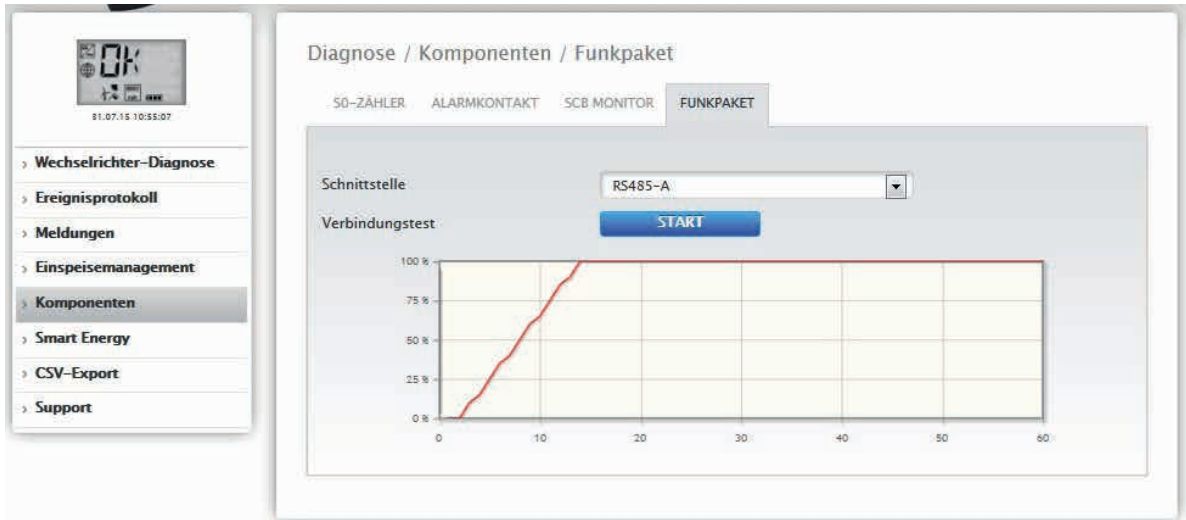 OK
31.07.15 10:55:07
Wechselrichter-Diagnose
Ereignisprotokoll
Meldungen
Einspeisemanagement
Komponenten
Smart Energy
CSV-Export
Support
Diagnose / Komponenten / Funkpaket
S0-ZÄHLER ALARMKONTAKT SCB MONITOR FUNKPAKET
Schnittstelle RS485-A
Verbindungstest START
100 %
75 %
50 %
25 %
0 %
0 10 20 30 40 50 60